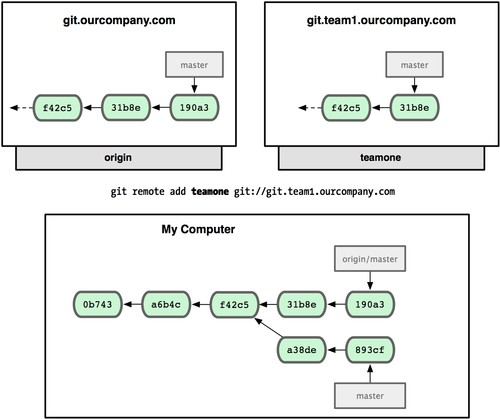 git.ourcompany.com
master
f42c5
31b8e
190a3
origin
git.team1.ourcompany.com
master
f42c5
31b8e
teamone
git remote add teamone git://git.team1.ourcompany.com
My Computer
origin/master
0b743
a6b4c
f42c5
31b8e
190a3
a38de
893cf
master